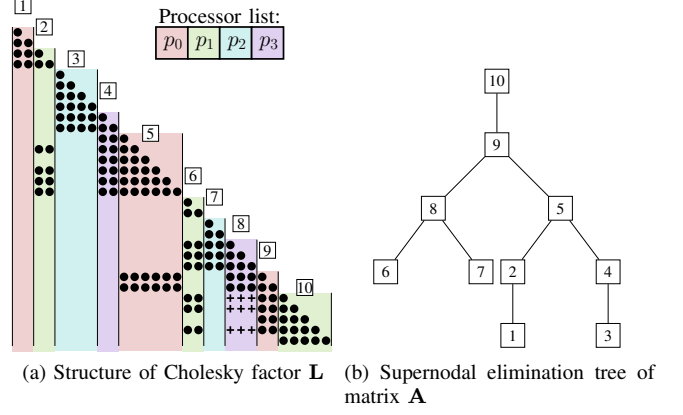 1
2
3
4
5
6
7
8
9
10
Processor list:
p0 p1 p2 p3
+++
+++
+++
(a) Structure of Cholesky factor L
10
9
8 5
6 7 2 4
1 3
(b) Supernodal elimination tree of
matrix A